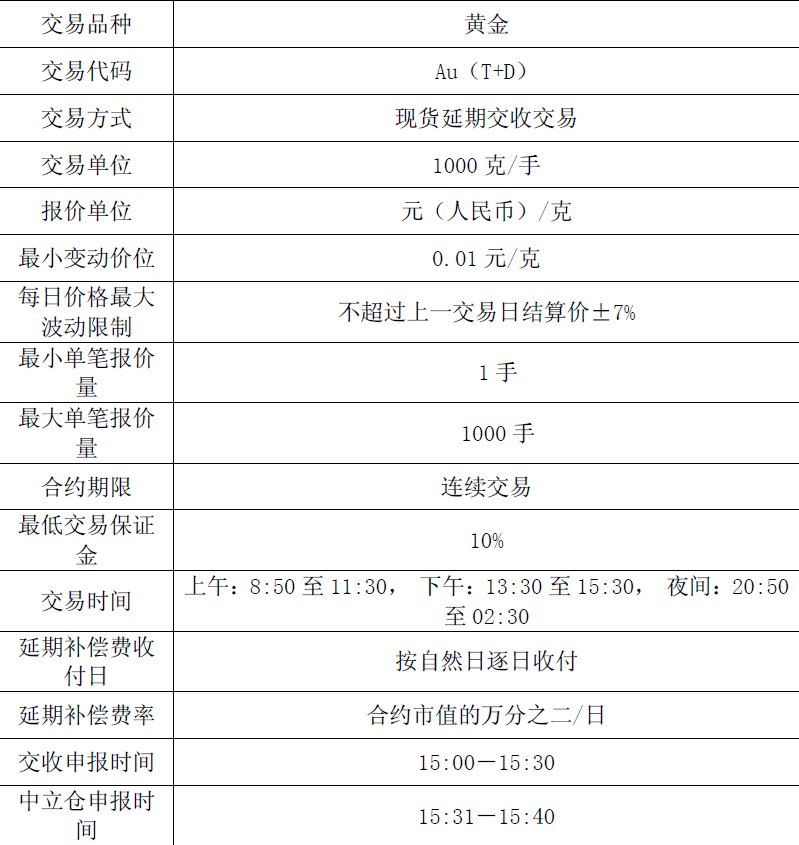 交易品种 黄金
交易代码 Au（T+D）
交易方式 现货延期交收交易
交易单位 1000 克/手
报价单位 元（人民币）/克
最小变动价位 0.01 元/克
每日价格最大
波动限制
不超过上一交易日结算价±7%
最小单笔报价
量
1 手
最大单笔报价
量
1000 手
合约期限 连续交易
最低交易保证
金
10%
交易时间
上午：8:50 至 11:30， 下午：13:30 至 15:30， 夜间：20:50
至 02:30
延期补偿费收
付日
按自然日逐日收付
延期补偿费率 合约市值的万分之二/日
交收申报时间 15:00－15:30
中立仓申报时
间
15:31－15:40